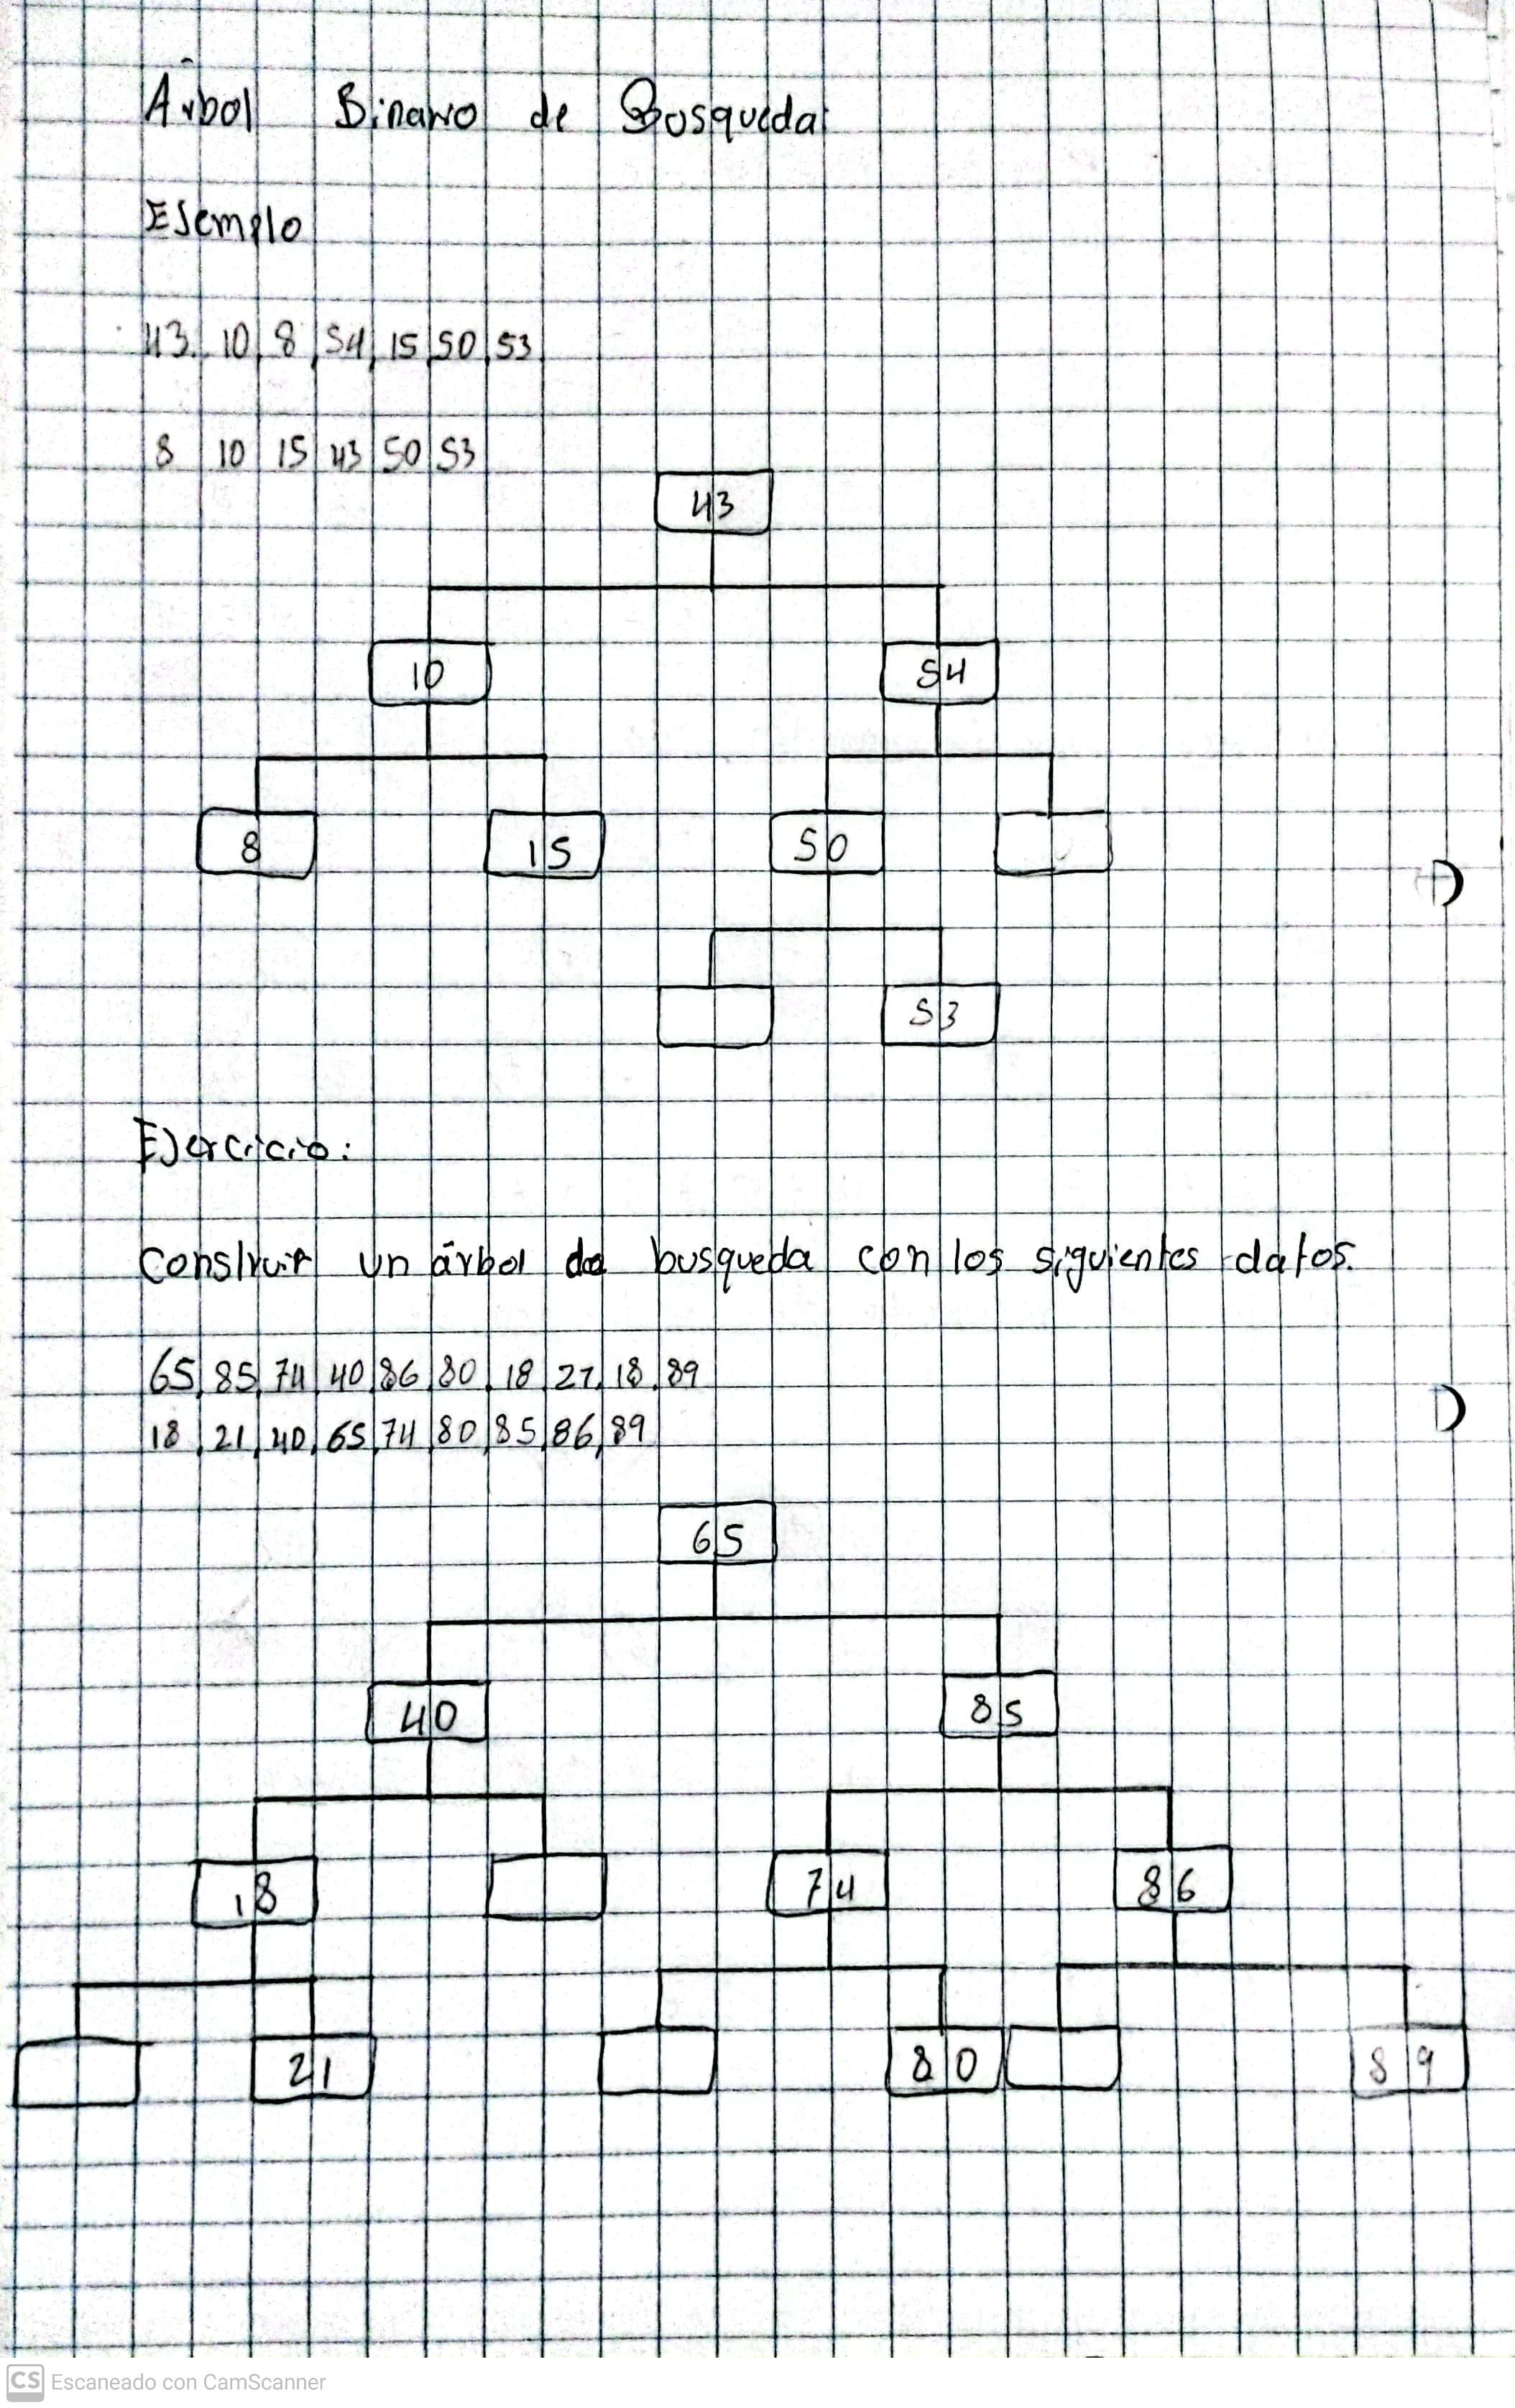 Árbol Binario de Busqueda
Ejemplo
43, 10, 8, 54, 15, 50, 53
8 10 15 43 50 53
43
10 54
8 15 50
53
Ejercicio:
Construir un árbol de busqueda con los siguientes datos.
65, 85, 74, 40, 86, 80, 18, 21, 18, 89
18, 21, 40, 65, 74, 80, 85, 86, 89
65
40 85
18 74 86
21 80 89
CS Escaneado con CamScanner